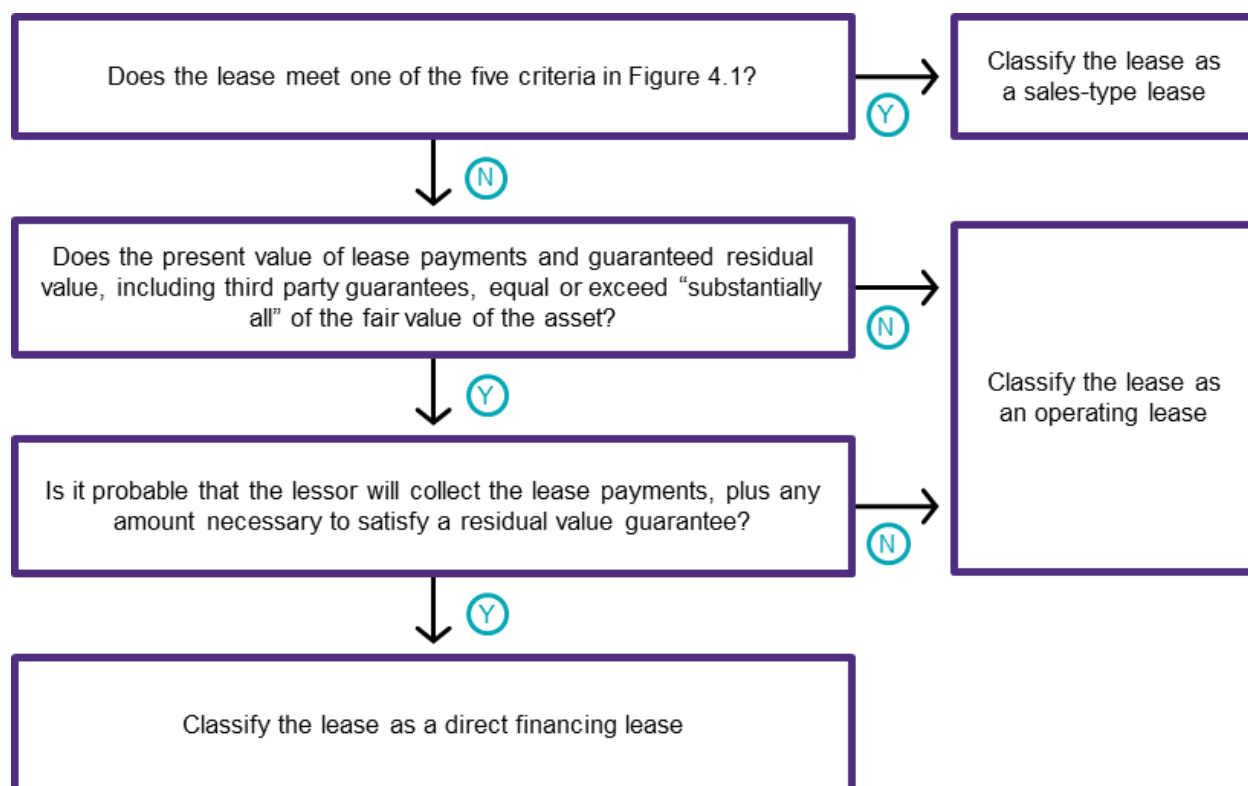 Does the lease meet one of the five criteria in Figure 4.1?
Y
Classify the lease as
a sales-type lease
N
Does the present value of lease payments and guaranteed residual
value, including third party guarantees, equal or exceed “substantially
all” of the fair value of the asset?
N
Classify the lease as
an operating lease
Y
Is it probable that the lessor will collect the lease payments, plus any
amount necessary to satisfy a residual value guarantee?
N
Y
Classify the lease as a direct financing lease